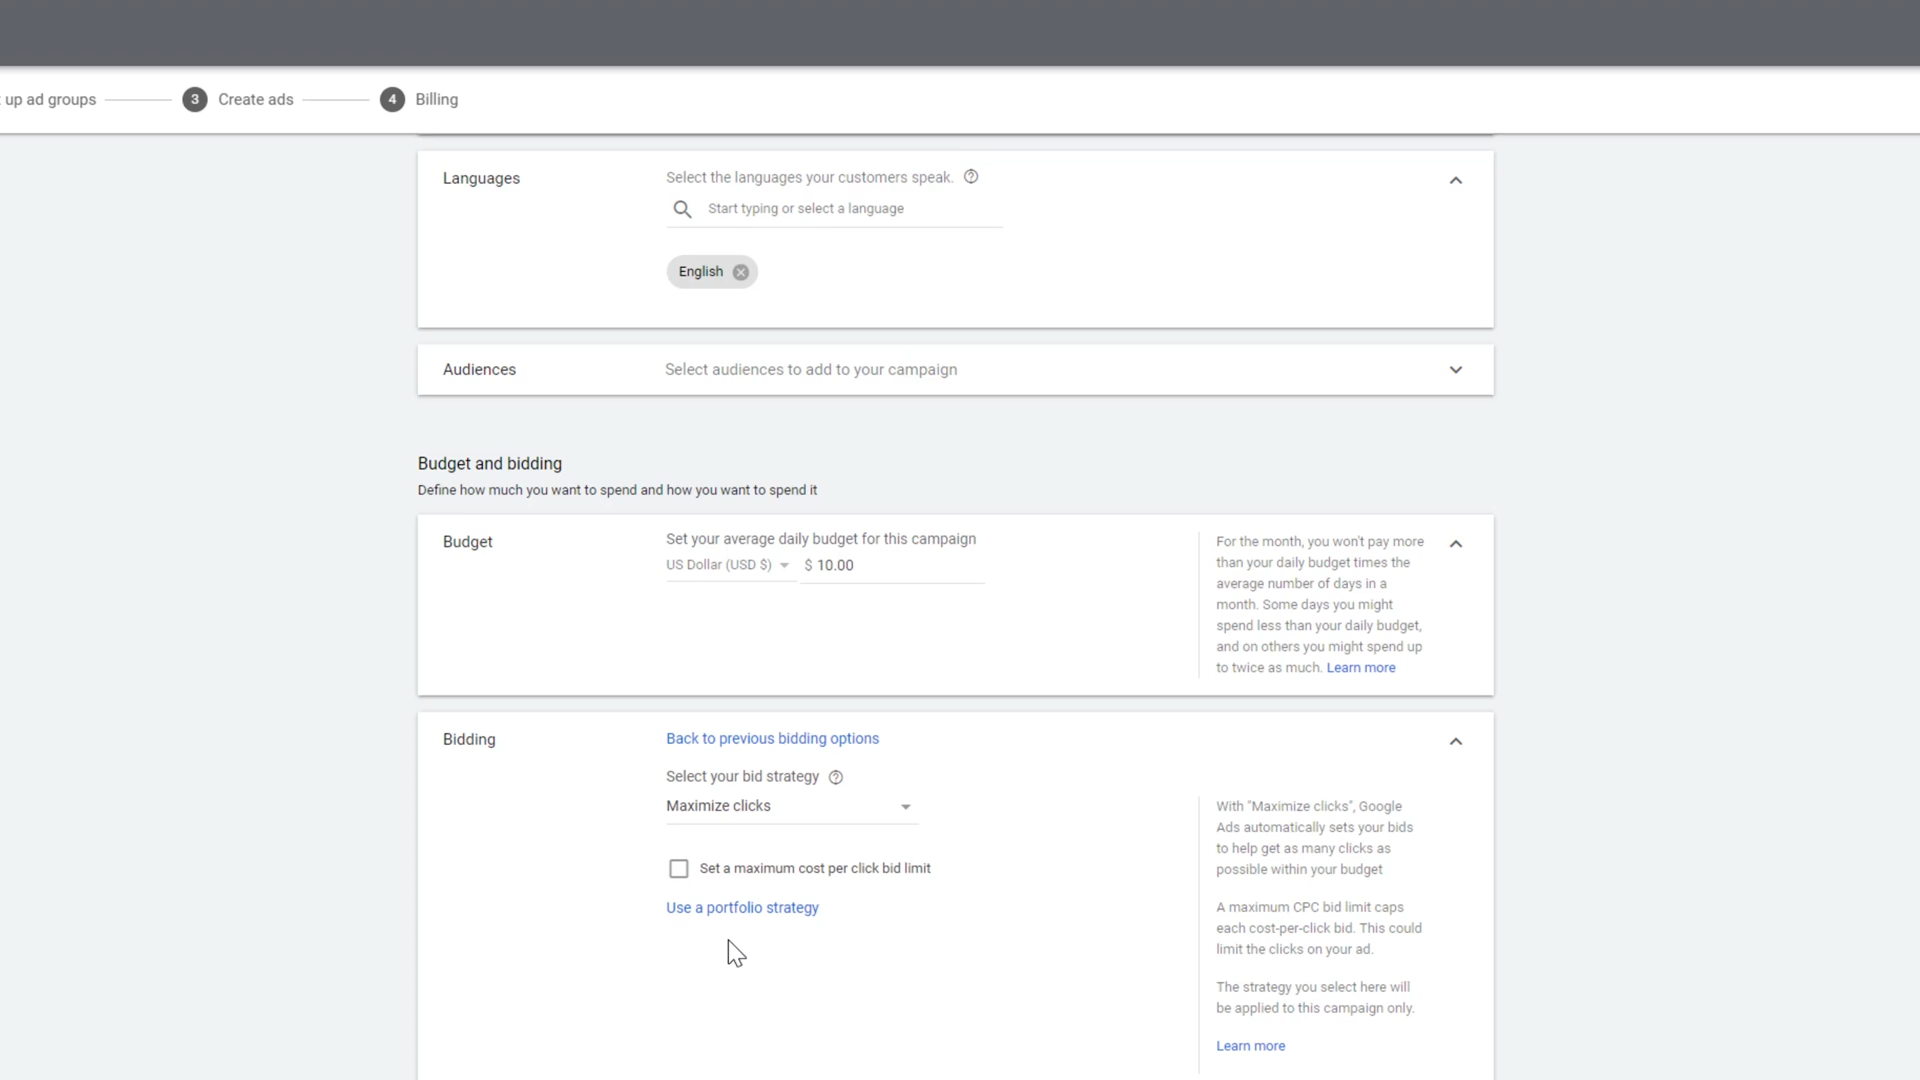 up ad groups
3 Create ads
4 Billing
Languages
Select the languages your customers speak.
Start typing or select a language
English
Audiences
Select audiences to add to your campaign
Budget and bidding
Define how much you want to spend and how you want to spend it
Budget
Set your average daily budget for this campaign
US Dollar (USD $)
$ 10.00
For the month, you won't pay more
than your daily budget times the
average number of days in a
month. Some days you might
spend less than your daily budget,
and on others you might spend up
to twice as much. Learn more
Bidding
Back to previous bidding options
Select your bid strategy
Maximize clicks
Set a maximum cost per click bid limit
Use a portfolio strategy
With "Maximize clicks", Google
Ads automatically sets your bids
to help get as many clicks as
possible within your budget
A maximum CPC bid limit caps
each cost-per-click bid. This could
limit the clicks on your ad.
The strategy you select here will
be applied to this campaign only.
Learn more